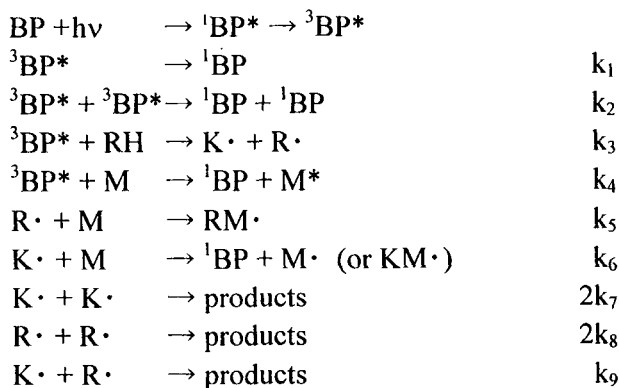 BP +hν → ¹BP* → ³BP*
³BP* → ¹BP k₁
³BP* + ³BP* → ¹BP + ¹BP k₂
³BP* + RH → K· + R· k₃
³BP* + M → ¹BP + M* k₄
R· + M → RM· k₅
K· + M → ¹BP + M· (or KM·) k₆
K· + K· → products 2k₇
R· + R· → products 2k₈
K· + R· → products k₉